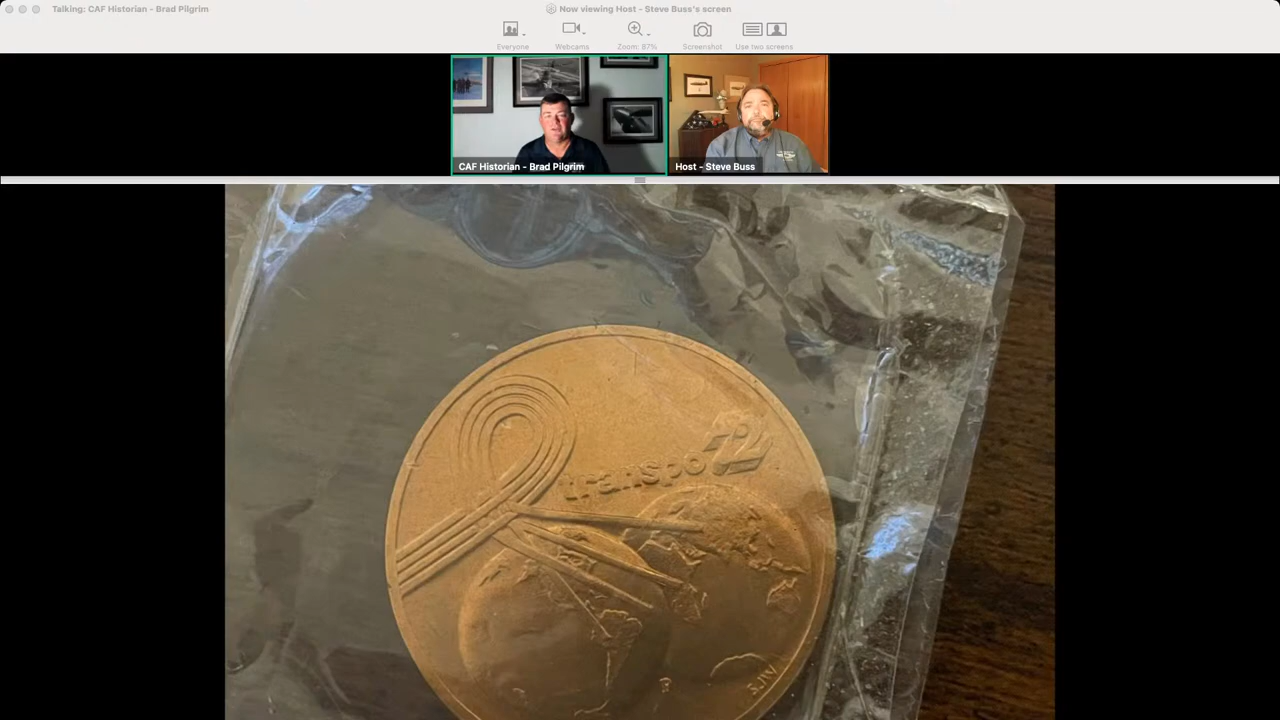 Talking: CAF Historian - Brad Pilgrim
Now viewing Host - Steve Buss's screen
Everyone
Webcams
Zoom: 87%
Screenshot
Use two screens
CAF Historian - Brad Pilgrim
Host - Steve Buss
transpo 72
SJW